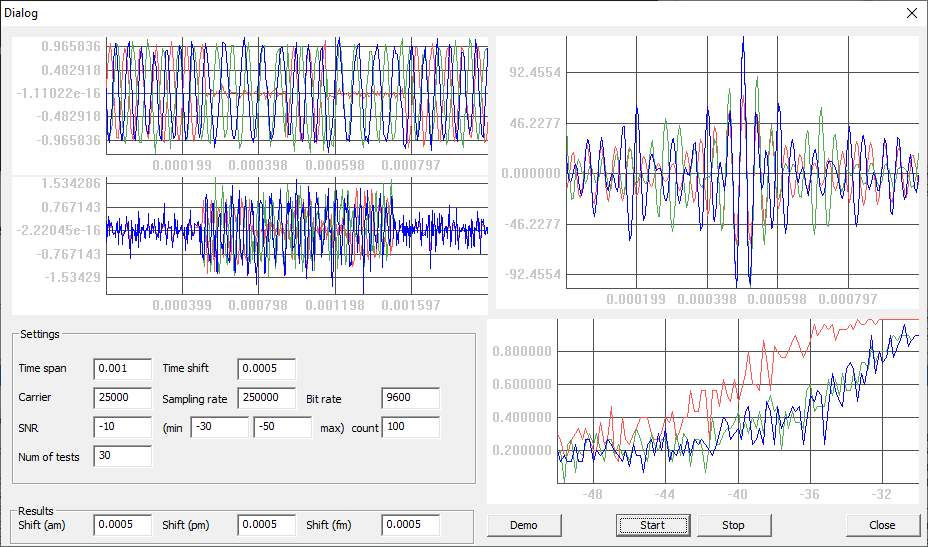 Dialog
0.965836
0.482918
-1.11022e-16
-0.482918
-0.965836
0.000199 0.000398 0.000598 0.000797
1.534286
0.767143
-2.22045e-16
-0.767143
-1.53429
0.000399 0.000798 0.001198 0.001597
92.4554
46.2277
0.000000
-46.2277
-92.4554
0.000199 0.000398 0.000598 0.000797
0.800000
0.600000
0.400000
0.200000
-48 -44 -40 -36 -32
Settings
Time span 0.001 Time shift 0.0005
Carrier 25000 Sampling rate 250000 Bit rate 9600
SNR -10 (min -30 -50 max) count 100
Num of tests 30
Results
Shift (am) 0.0005 Shift (pm) 0.0005 Shift (fm) 0.0005
Demo Start Stop Close